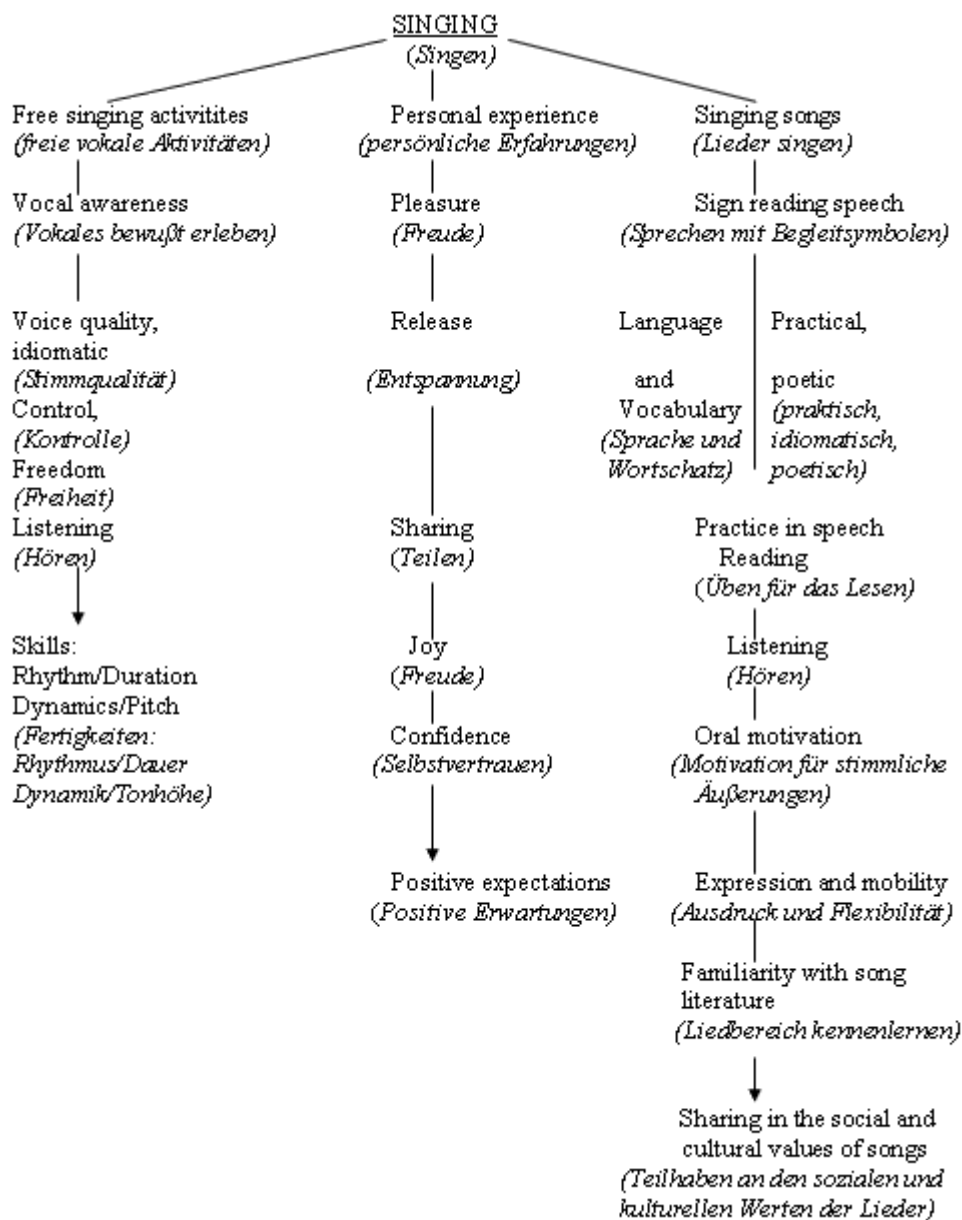 SINGING
(Singen)
Free singing activitites
(freie vokale Aktivitäten)
Vocal awareness
(Vokales bewußt erleben)
Voice quality,
idiomatic
(Stimmqualität)
Control,
(Kontrolle)
Freedom
(Freiheit)
Listening
(Hören)
Skills:
Rhythm/Duration
Dynamics/Pitch
(Fertigkeiten:
Rhythmus/Dauer
Dynamik/Tonhöhe)
Personal experience
(persönliche Erfahrungen)
Pleasure
(Freude)
Release
(Entspannung)
Sharing
(Teilen)
Joy
(Freude)
Confidence
(Selbstvertrauen)
Positive expectations
(Positive Erwartungen)
Singing songs
(Lieder singen)
Sign reading speech
(Sprechen mit Begleitsymbolen)
Language
and
Vocabulary
(Sprache und
Wortschatz)
Practical,
poetic
(praktisch,
idiomatisch,
poetisch)
Practice in speech
Reading
(Üben für das Lesen)
Listening
(Hören)
Oral motivation
(Motivation für stimmliche
Äußerungen)
Expression and mobility
(Ausdruck und Flexibilität)
Familiarity with song
literature
(Liedbereich kennenlernen)
Sharing in the social and
cultural values of songs
(Teilhaben an den sozialen und
kulturellen Werten der Lieder)